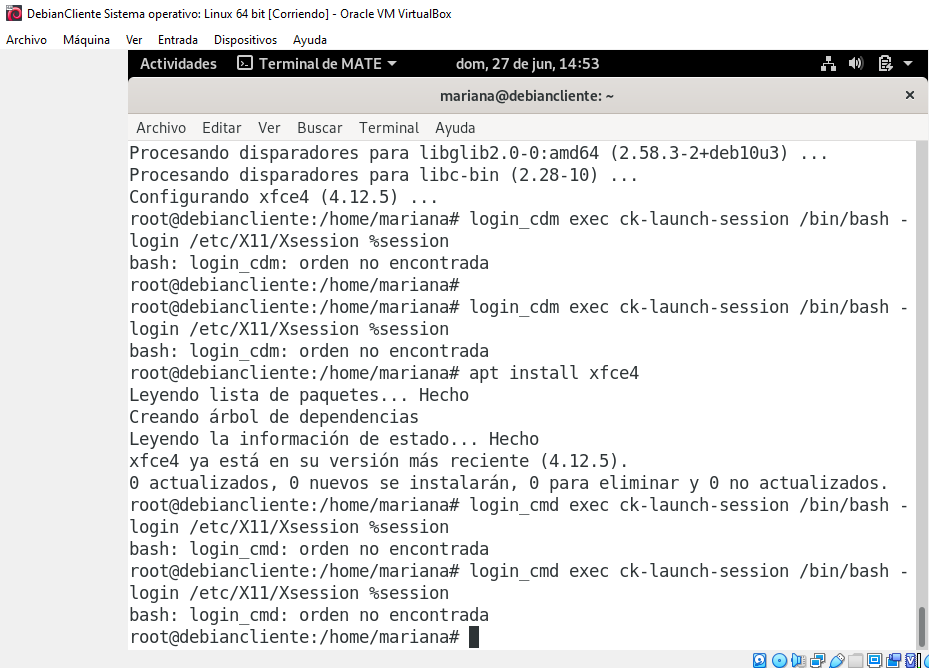 DebianCliente Sistema operativo: Linux 64 bit [Corriendo] - Oracle VM VirtualBox
Archivo Máquina Ver Entrada Dispositivos Ayuda
Actividades Terminal de MATE dom, 27 de jun, 14:53
mariana@debiancliente: ~
Archivo Editar Ver Buscar Terminal Ayuda
Procesando disparadores para libglib2.0-0:amd64 (2.58.3-2+deb10u3) ...
Procesando disparadores para libc-bin (2.28-10) ...
Configurando xfce4 (4.12.5) ...
root@debiancliente:/home/mariana# login_cdm exec ck-launch-session /bin/bash -
login /etc/X11/Xsession %session
bash: login_cdm: orden no encontrada
root@debiancliente:/home/mariana#
root@debiancliente:/home/mariana# login_cdm exec ck-launch-session /bin/bash -
login /etc/X11/Xsession %session
bash: login_cdm: orden no encontrada
root@debiancliente:/home/mariana# apt install xfce4
Leyendo lista de paquetes... Hecho
Creando árbol de dependencias
Leyendo la información de estado... Hecho
xfce4 ya está en su versión más reciente (4.12.5).
0 actualizados, 0 nuevos se instalarán, 0 para eliminar y 0 no actualizados.
root@debiancliente:/home/mariana# login_cmd exec ck-launch-session /bin/bash -
login /etc/X11/Xsession %session
bash: login_cmd: orden no encontrada
root@debiancliente:/home/mariana# login_cmd exec ck-launch-session /bin/bash -
login /etc/X11/Xsession %session
bash: login_cmd: orden no encontrada
root@debiancliente:/home/mariana#